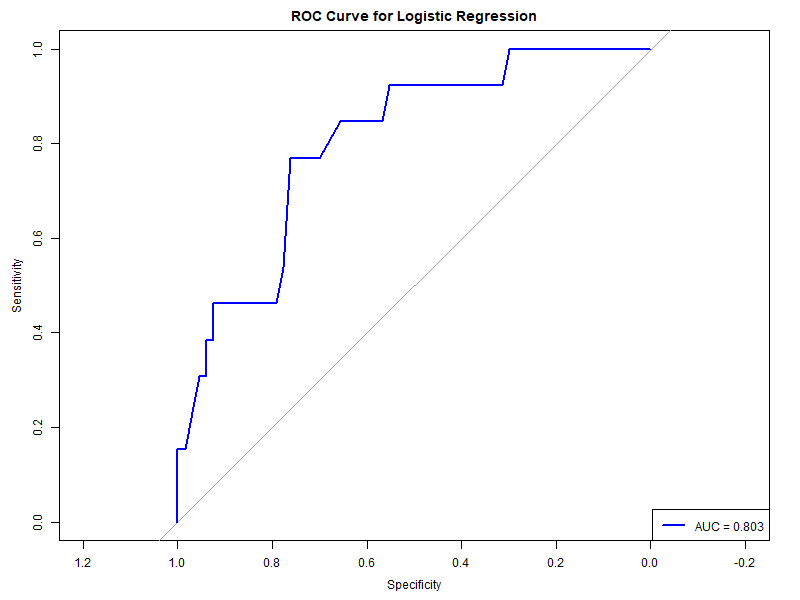 ROC Curve for Logistic Regression
Sensitivity
1.0
0.8
0.6
0.4
0.2
0.0
AUC = 0.803
1.2 1.0 0.8 0.6 0.4 0.2 0.0 -0.2
Specificity